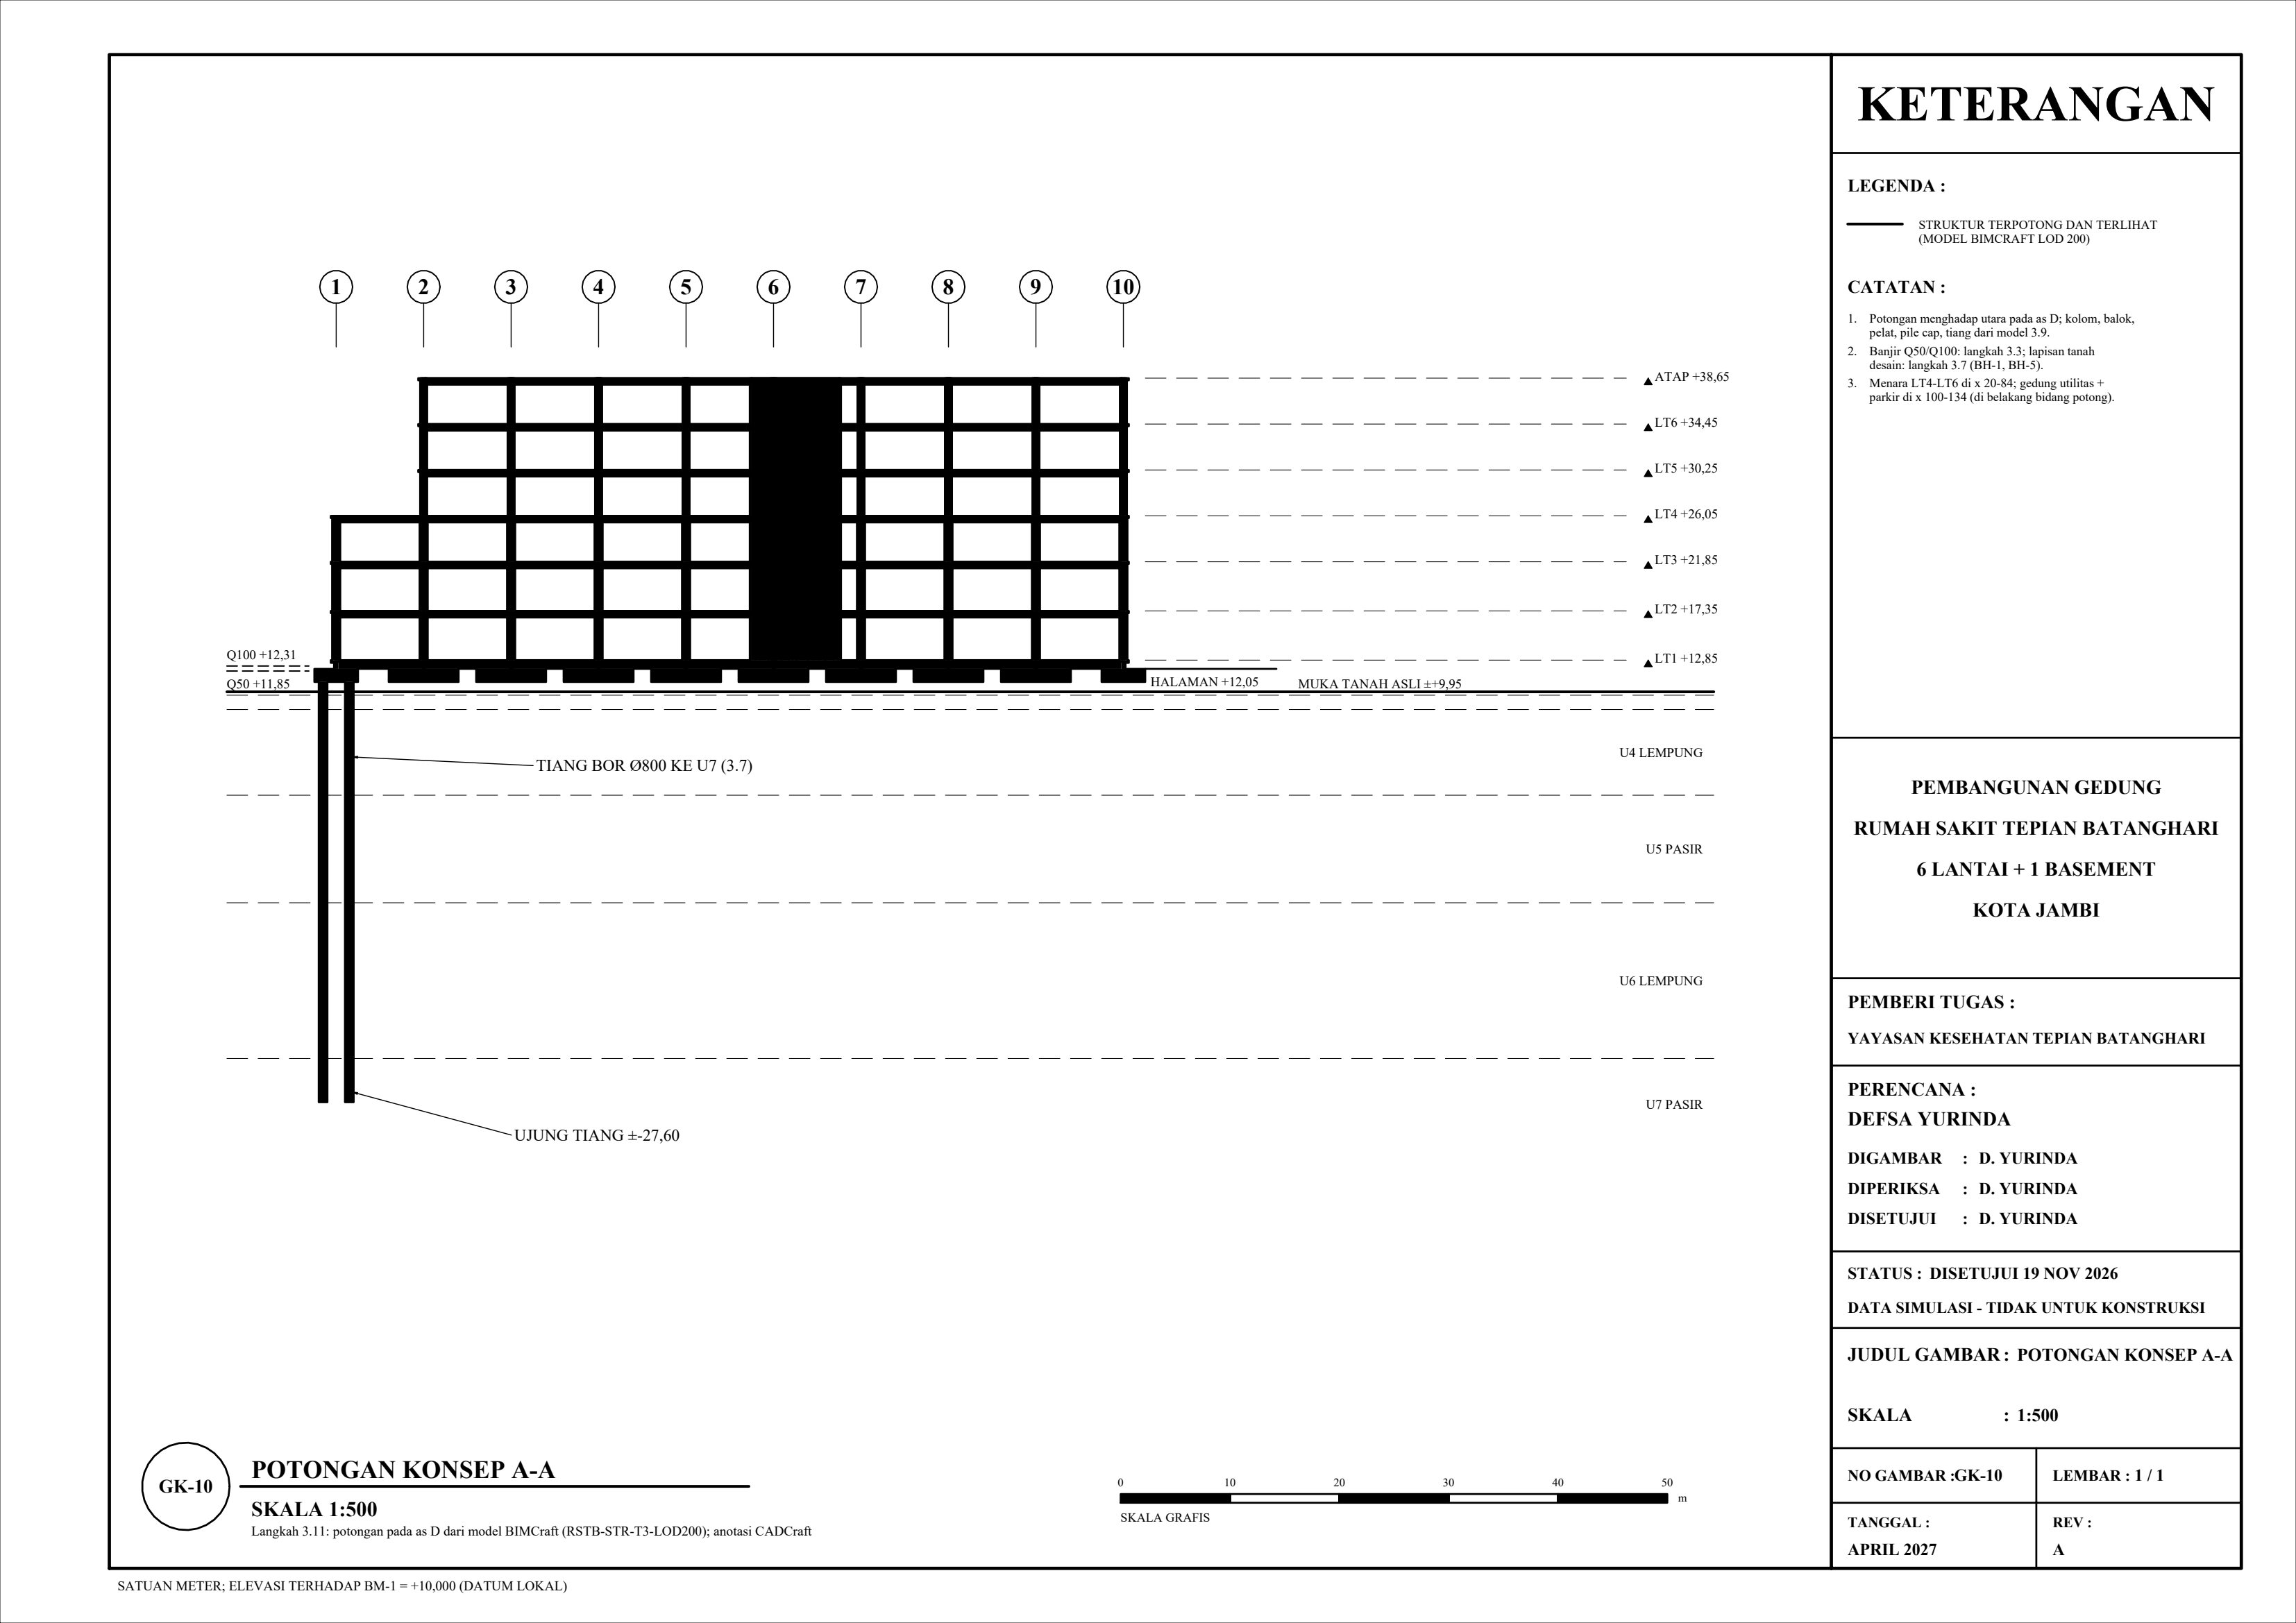 1 2 3 4 5 6 7 8 9 10
ATAP +38,65
LT6 +34,45
LT5 +30,25
LT4 +26,05
LT3 +21,85
LT2 +17,35
LT1 +12,85
Q100 +12,31
Q50 +11,85
HALAMAN +12,05
MUKA TANAH ASLI ±+9,95
U4 LEMPUNG
TIANG BOR Ø800 KE U7 (3.7)
U5 PASIR
U6 LEMPUNG
U7 PASIR
UJUNG TIANG ±-27,60
GK-10
POTONGAN KONSEP A-A
SKALA 1:500
Langkah 3.11: potongan pada as D dari model BIMCraft (RSTB-STR-T3-LOD200); anotasi CADCraft
0 10 20 30 40 50
m
SKALA GRAFIS
SATUAN METER; ELEVASI TERHADAP BM-1 = +10,000 (DATUM LOKAL)
KETERANGAN
LEGENDA :
STRUKTUR TERPOTONG DAN TERLIHAT
(MODEL BIMCRAFT LOD 200)
CATATAN :
1. Potongan menghadap utara pada as D; kolom, balok,
pelat, pile cap, tiang dari model 3.9.
2. Banjir Q50/Q100: langkah 3.3; lapisan tanah
desain: langkah 3.7 (BH-1, BH-5).
3. Menara LT4-LT6 di x 20-84; gedung utilitas +
parkir di x 100-134 (di belakang bidang potong).
PEMBANGUNAN GEDUNG
RUMAH SAKIT TEPIAN BATANGHARI
6 LANTAI + 1 BASEMENT
KOTA JAMBI
PEMBERI TUGAS :
YAYASAN KESEHATAN TEPIAN BATANGHARI
PERENCANA :
DEFSA YURINDA
DIGAMBAR : D. YURINDA
DIPERIKSA : D. YURINDA
DISETUJUI : D. YURINDA
STATUS : DISETUJUI 19 NOV 2026
DATA SIMULASI - TIDAK UNTUK KONSTRUKSI
JUDUL GAMBAR : POTONGAN KONSEP A-A
SKALA : 1:500
NO GAMBAR :GK-10
LEMBAR : 1 / 1
TANGGAL :
APRIL 2027
REV :
A